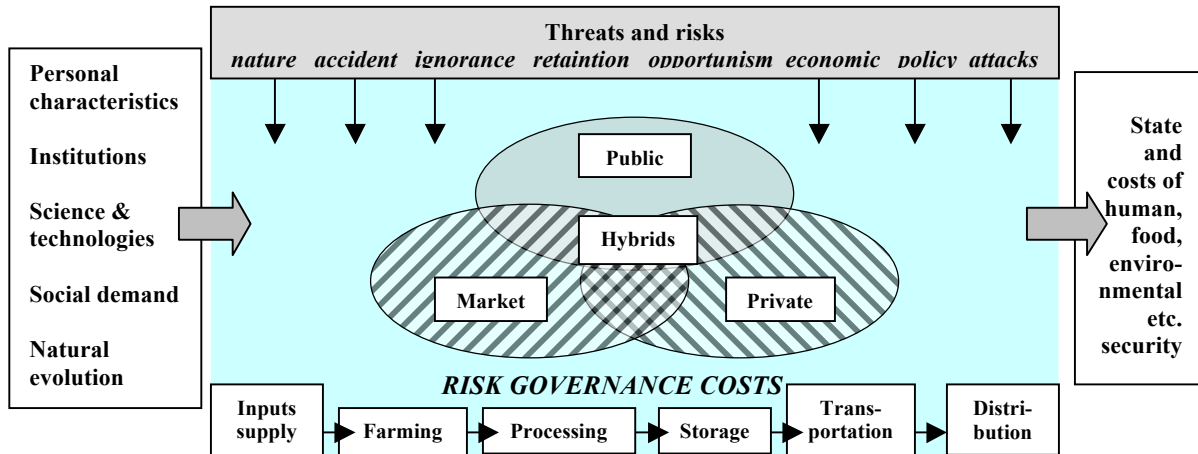 Threats and risks
nature accident ignorance retaintion opportunism economic policy attacks
Personal
characteristics
Institutions
Science &
technologies
Social demand
Natural
evolution
Public
Hybrids
Market
Private
RISK GOVERNANCE COSTS
State
and
costs of
human,
food,
enviro-
nmental
etc.
security
Inputs
supply
Farming
Processing
Storage
Trans-
portation
Distri-
bution